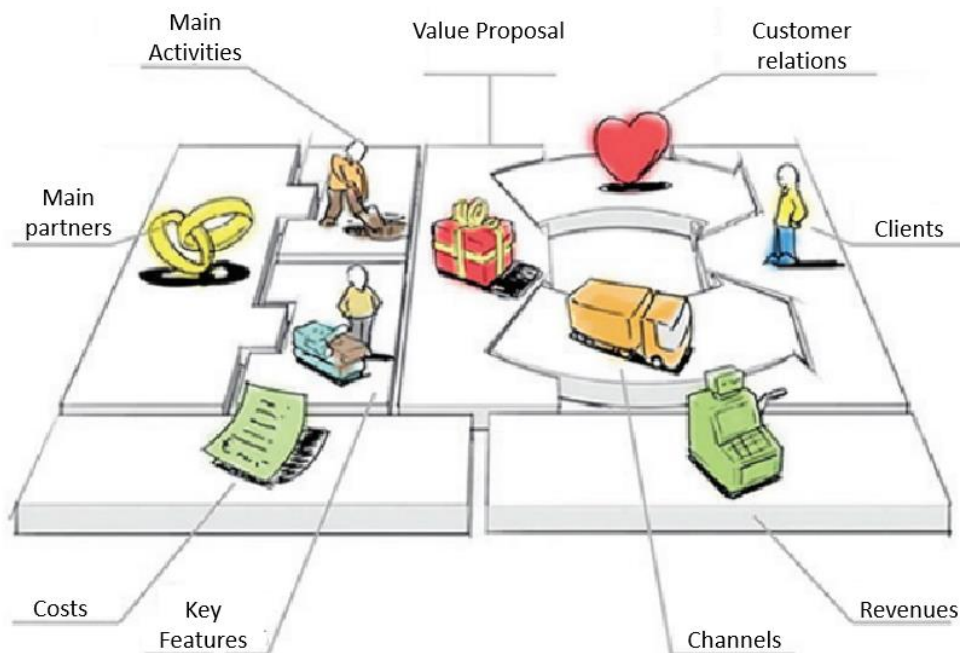 Main
Activities
Value Proposal
Customer
relations
Main
partners
Clients
Costs
Key
Features
Channels
Revenues